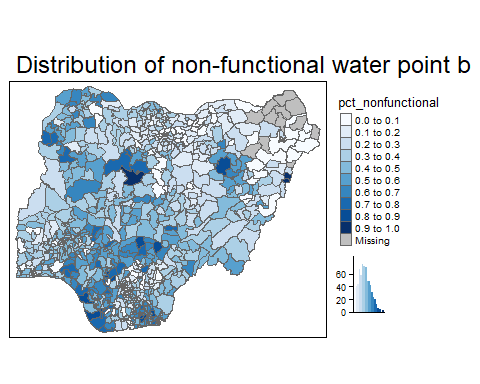 Distribution of non-functional water point b
pct_nonfunctional
0.0 to 0.1
0.1 to 0.2
0.2 to 0.3
0.3 to 0.4
0.4 to 0.5
0.5 to 0.6
0.6 to 0.7
0.7 to 0.8
0.8 to 0.9
0.9 to 1.0
Missing
60
40
20
0